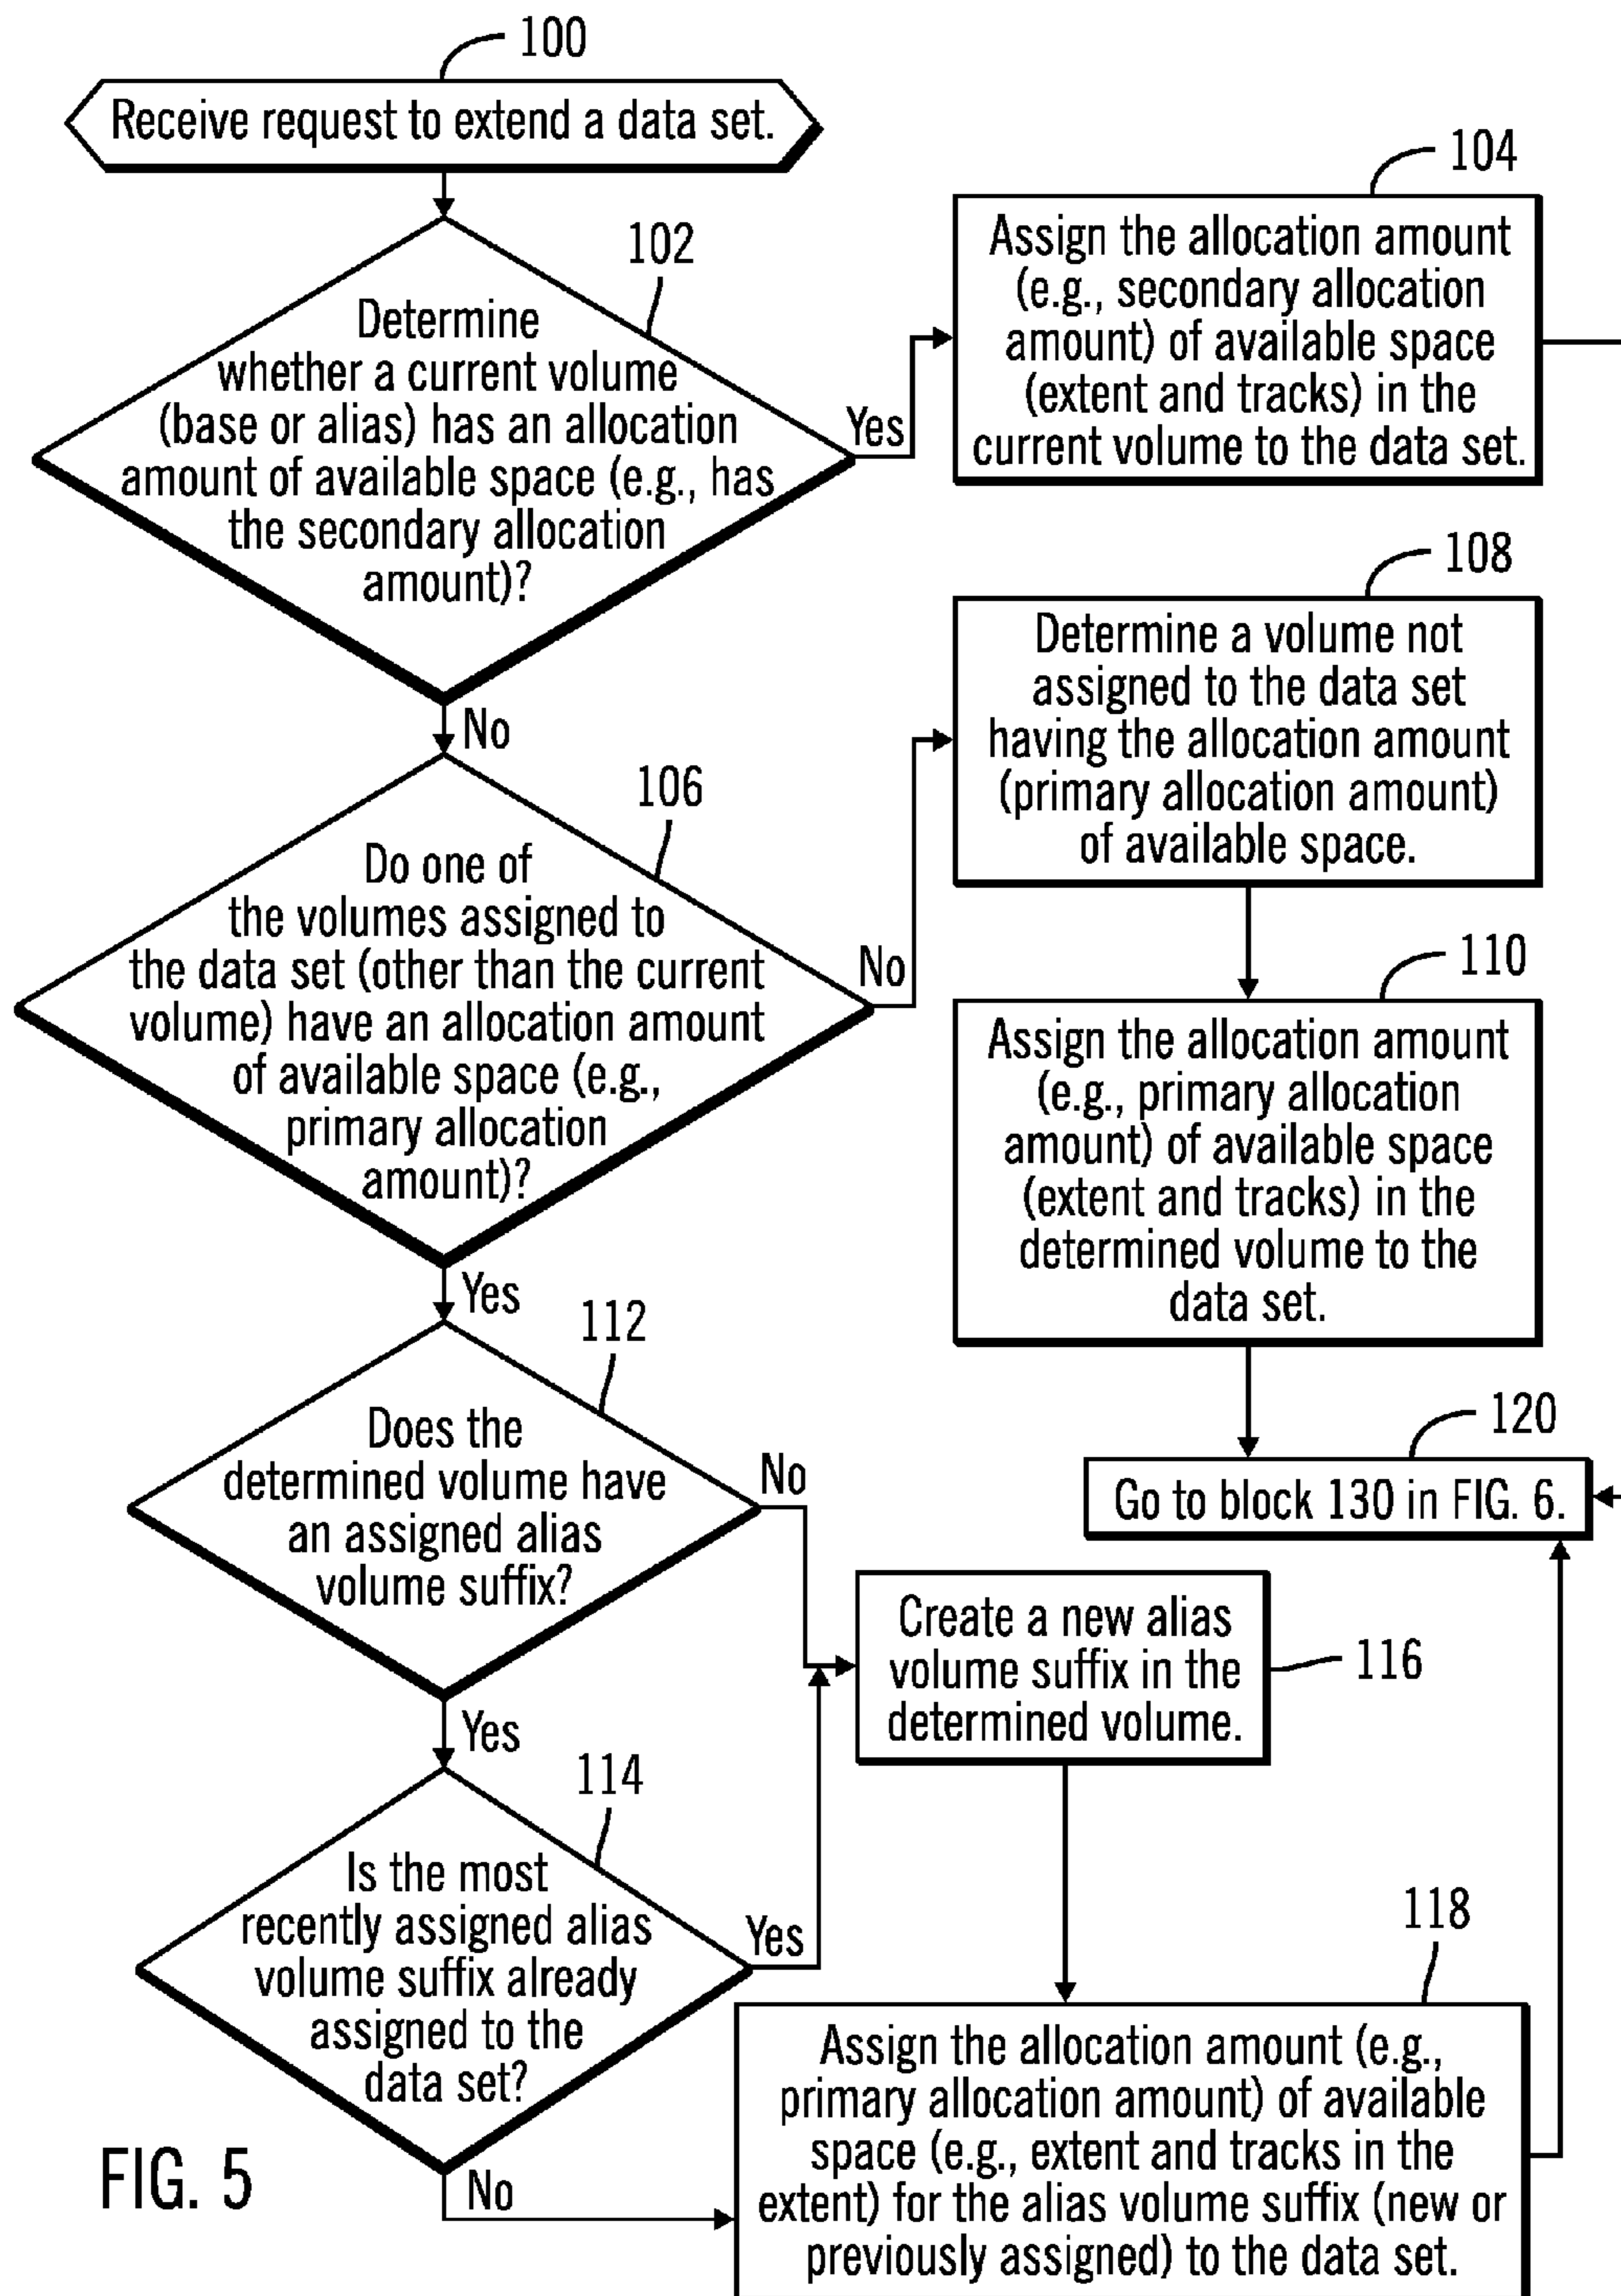 100
Receive request to extend a data set.
102
Determine
whether a current volume
(base or alias) has an allocation
amount of available space (e.g., has
the secondary allocation
amount)?
Yes
No
104
Assign the allocation amount
(e.g., secondary allocation
amount) of available space
(extent and tracks) in the
current volume to the data set.
106
Do one of
the volumes assigned to
the data set (other than the current
volume) have an allocation amount
of available space (e.g.,
primary allocation
amount)?
No
Yes
108
Determine a volume not
assigned to the data set
having the allocation amount
(primary allocation amount)
of available space.
110
Assign the allocation amount
(e.g., primary allocation
amount) of available space
(extent and tracks) in the
determined volume to the
data set.
112
Does the
determined volume have
an assigned alias
volume suffix?
No
Yes
120
Go to block 130 in FIG. 6.
114
Is the most
recently assigned alias
volume suffix already
assigned to the
data set?
Yes
No
Create a new alias
volume suffix in the
determined volume.
116
118
Assign the allocation amount (e.g.,
primary allocation amount) of available
space (e.g., extent and tracks in the
extent) for the alias volume suffix (new or
previously assigned) to the data set.
FIG. 5